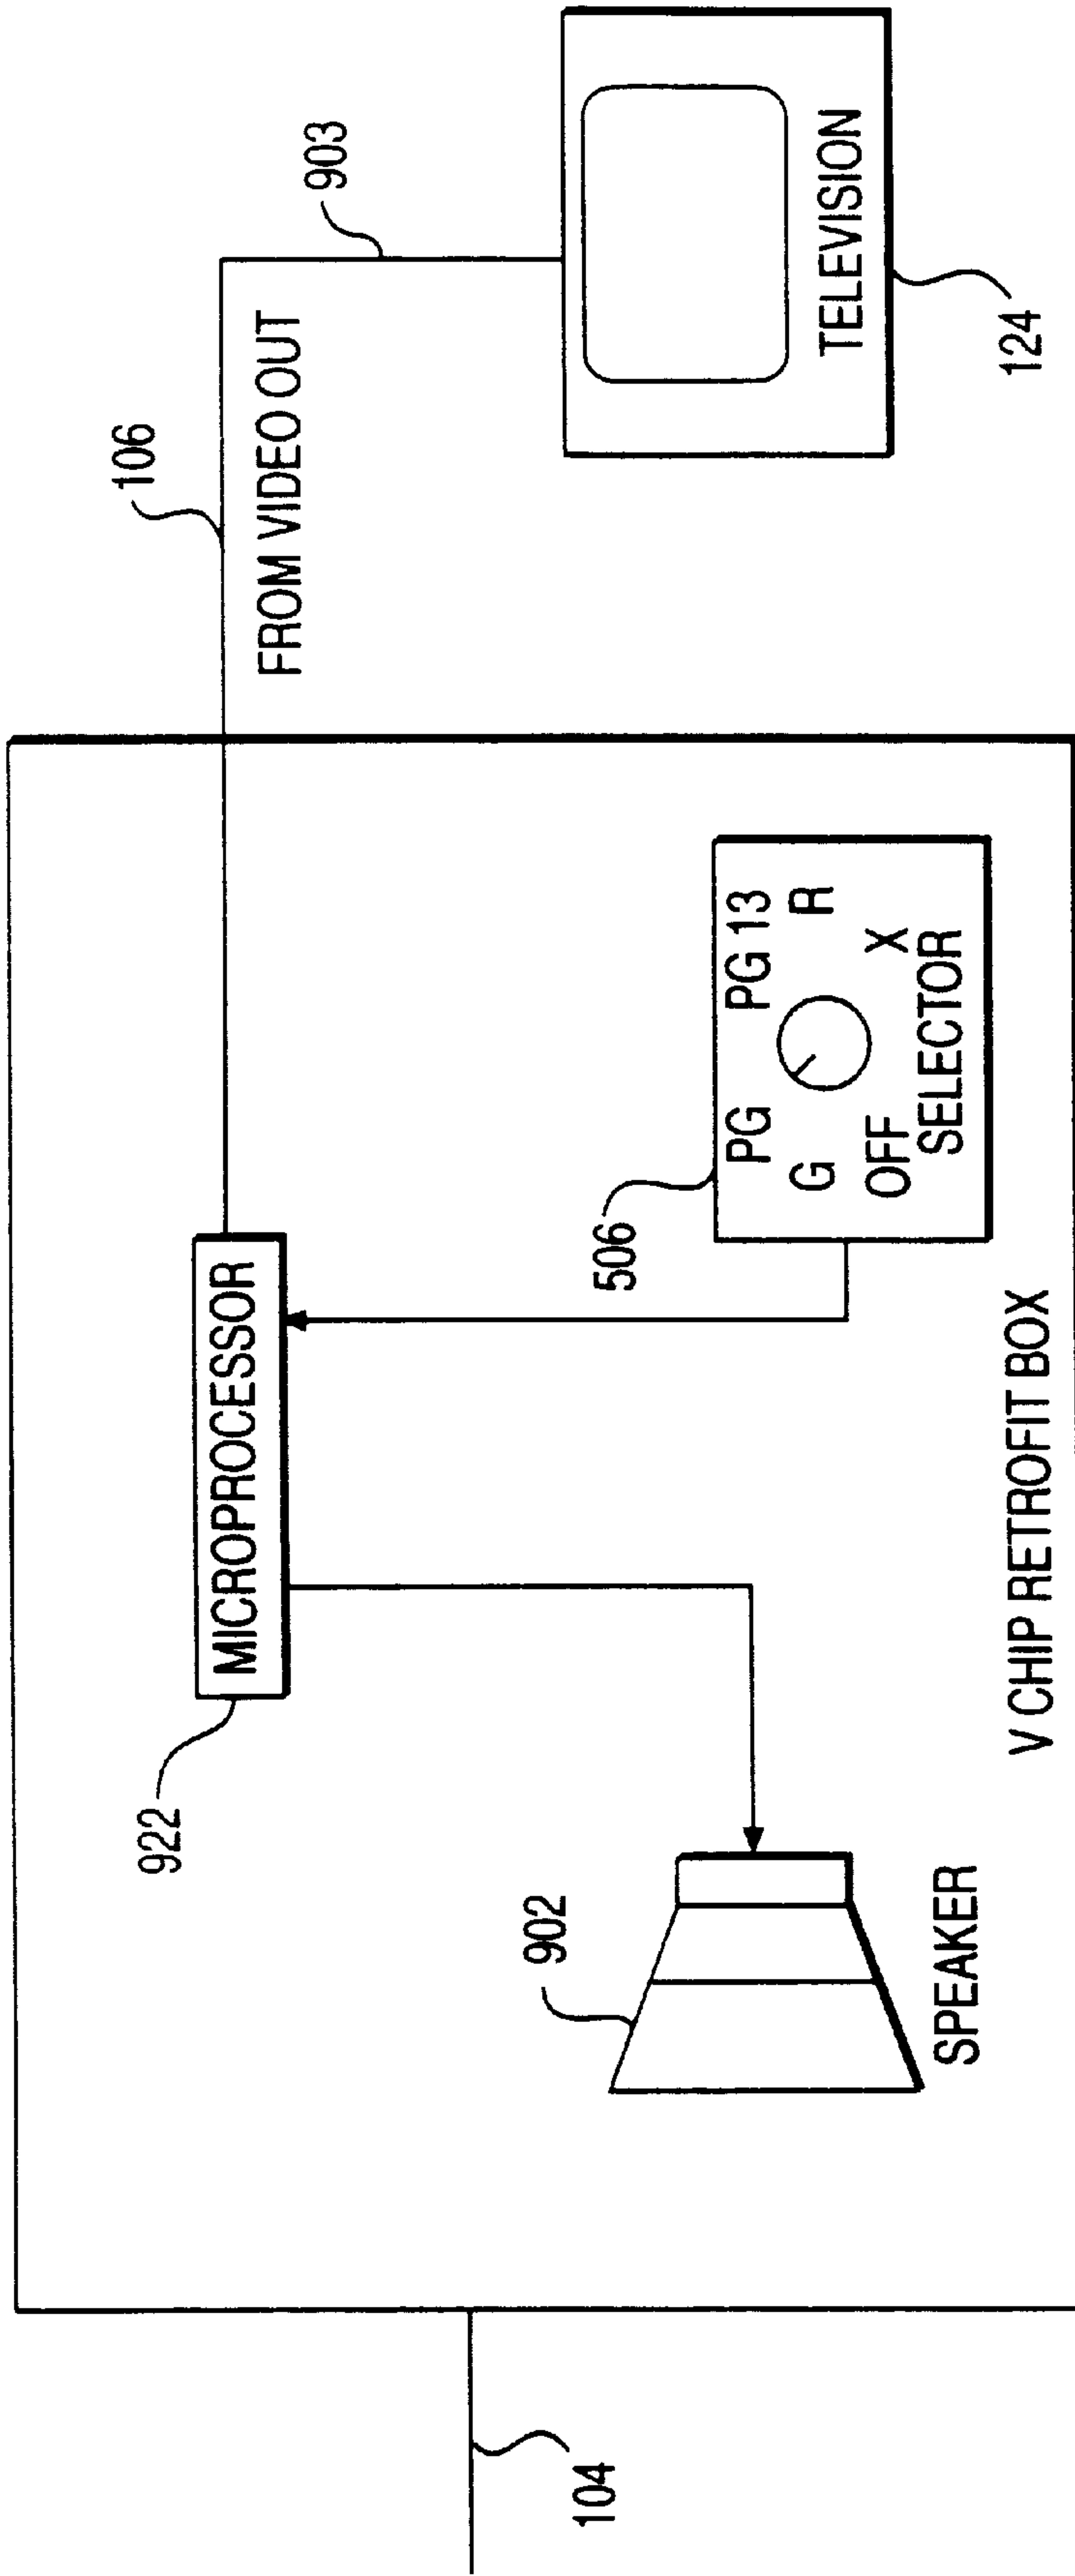 106
903
FROM VIDEO OUT
922
MICROPROCESSOR
902
SPEAKER
506
PG PG 13
G R
OFF X
SELECTOR
TELEVISION
124
104
V CHIP RETROFIT BOX